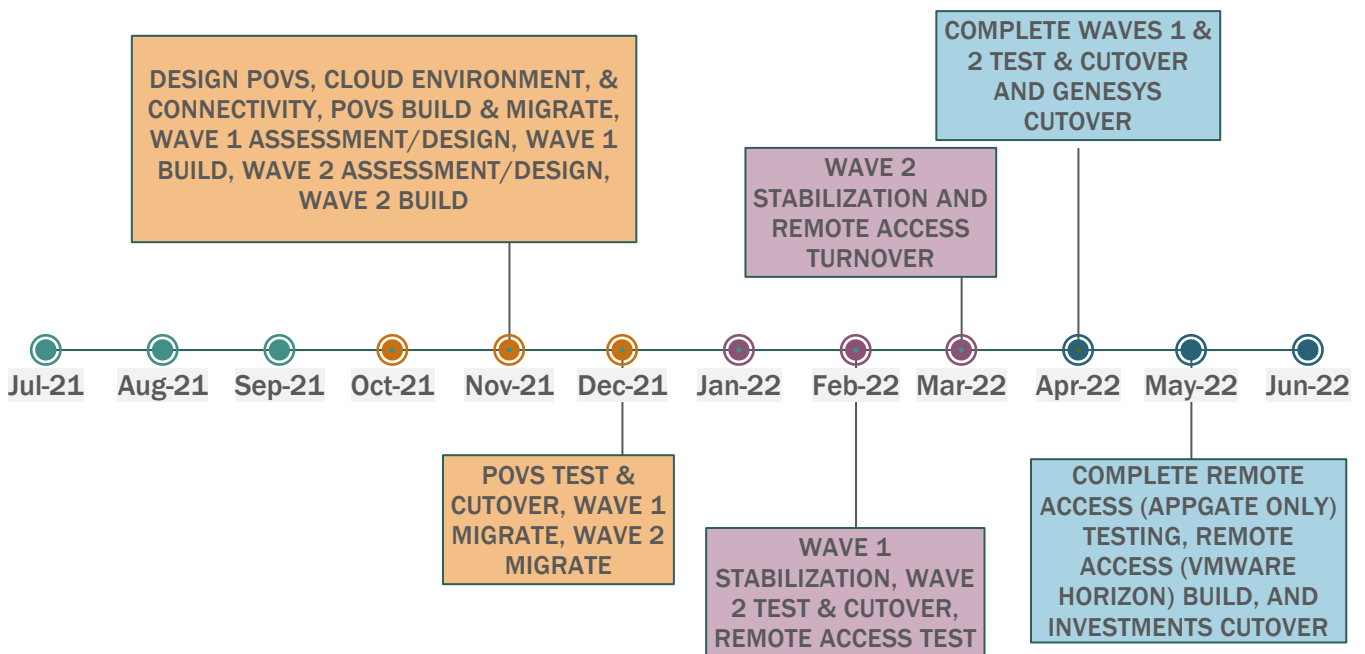 COMPLETE WAVES 1 &
2 TEST & CUTOVER
AND GENESYS
CUTOVER
DESIGN POVS, CLOUD ENVIRONMENT, &
CONNECTIVITY, POVS BUILD & MIGRATE,
WAVE 1 ASSESSMENT/DESIGN, WAVE 1
BUILD, WAVE 2 ASSESSMENT/DESIGN,
WAVE 2 BUILD
WAVE 2
STABILIZATION AND
REMOTE ACCESS
TURNOVER
Jul-21 Aug-21 Sep-21 Oct-21 Nov-21 Dec-21 Jan-22 Feb-22 Mar-22 Apr-22 May-22 Jun-22
POVS TEST &
CUTOVER, WAVE 1
MIGRATE, WAVE 2
MIGRATE
WAVE 1
STABILIZATION, WAVE
2 TEST & CUTOVER,
REMOTE ACCESS TEST
COMPLETE REMOTE
ACCESS (APPGATE ONLY)
TESTING, REMOTE
ACCESS (VMWARE
HORIZON) BUILD, AND
INVESTMENTS CUTOVER